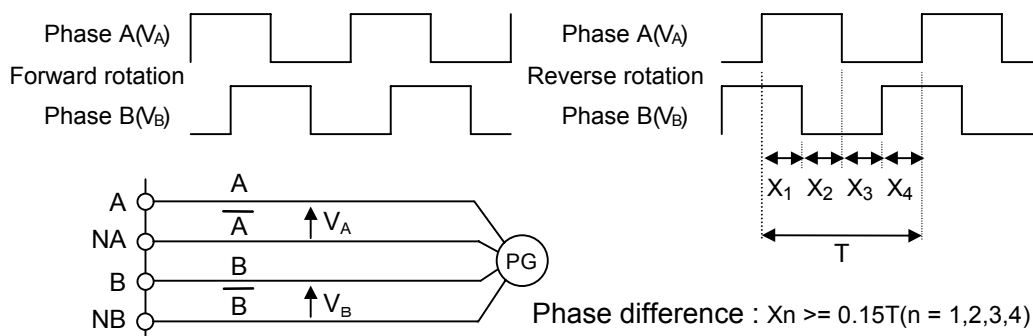 Phase A(VA)
Forward rotation
Phase B(VB)
Phase A(VA)
Reverse rotation
Phase B(VB)
X1 X2 X3 X4
T
A
NA
B
NB
A
A̅
B
B̅
VA
VB
PG
Phase difference : Xn >= 0.15T(n = 1,2,3,4)